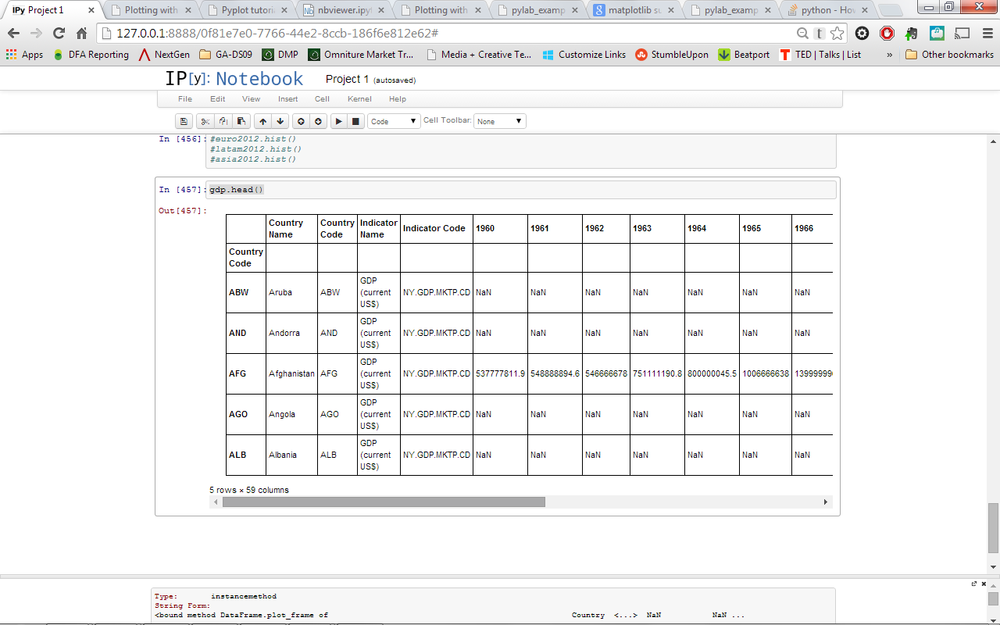 IPy Project 1
Plotting with
Pyplot tutori
nbviewer.ipy
Plotting with
pylab_examp
matplotlib su
pylab_examp
python - Hov
127.0.0.1:8888/0f81e7e0-7766-44e2-8ccb-186f6e812e62#
Apps
DFA Reporting
NextGen
GA-DS09
DMP
Omniture Market Tr...
Media + Creative Te...
Customize Links
StumbleUpon
Beatport
TED | Talks | List
»
Other bookmarks
IP[y]: Notebook Project 1 (autosaved)
File Edit View Insert Cell Kernel Help
Code Cell Toolbar: None
In [456]: #euro2012.hist()
#latam2012.hist()
#asia2012.hist()
In [457]: gdp.head()
Out[457]:
Country Name Country Code Indicator Name Indicator Code 1960 1961 1962 1963 1964 1965 1966
Country Code
ABW Aruba ABW GDP (current US$) NY.GDP.MKTP.CD NaN NaN NaN NaN NaN NaN NaN
AND Andorra AND GDP (current US$) NY.GDP.MKTP.CD NaN NaN NaN NaN NaN NaN NaN
AFG Afghanistan AFG GDP (current US$) NY.GDP.MKTP.CD 537777811.9 548888894.6 546666678 751111190.8 800000045.5 1006666638
AGO Angola AGO GDP (current US$) NY.GDP.MKTP.CD NaN NaN NaN NaN NaN NaN NaN
ALB Albania ALB GDP (current US$) NY.GDP.MKTP.CD NaN NaN NaN NaN NaN NaN NaN
5 rows × 59 columns
Type: instancemethod
String Form:
<bound method DataFrame.plot_frame of Country <...> NaN NaN ...